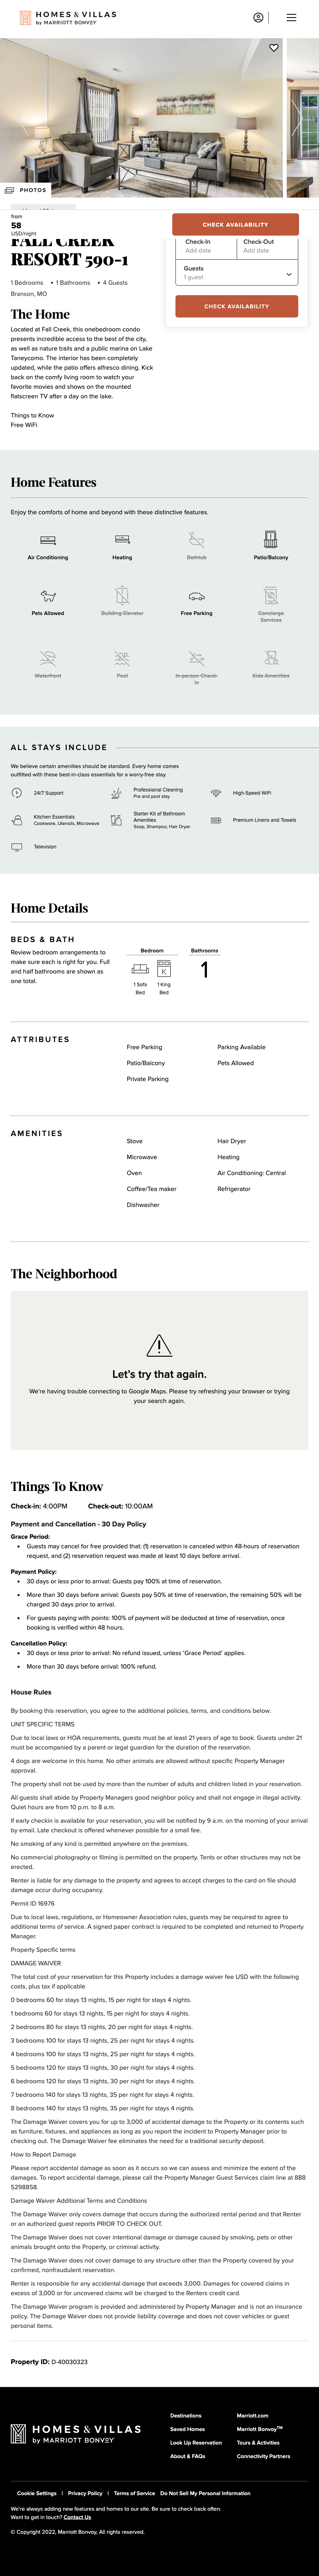 HOMES & VILLAS
by MARRIOTT BONVOY
PHOTOS
from
58
USD/night
CHECK AVAILABILITY
FALL CREEK
RESORT 590-1
1 Bedrooms • 1 Bathrooms • 4 Guests
Branson, MO
Check-In
Add date
Check-Out
Add date
Guests
1 guest
CHECK AVAILABILITY
The Home
Located at Fall Creek, this onebedroom condo
presents incredible access to the best of the city,
as well as nature trails and a public marina on Lake
Taneycomo. The interior has been completely
updated, while the patio offers alfresco dining. Kick
back on the comfy living room to watch your
favorite movies and shows on the mounted
flatscreen TV after a day on the lake.
Things to Know
Free WiFi
Home Features
Enjoy the comforts of home and beyond with these distinctive features.
Air Conditioning
Heating
Bathtub
Patio/Balcony
Pets Allowed
Building Elevator
Free Parking
Concierge
Services
Waterfront
Pool
In-person Check-
in
Kids Amenities
ALL STAYS INCLUDE
We believe certain amenities should be standard. Every home comes
outfitted with these best-in-class essentials for a worry-free stay.
24/7 Support
Professional Cleaning
Pre and post stay
High-Speed WiFi
Kitchen Essentials
Cookware, Utensils, Microwave
Starter Kit of Bathroom
Amenities
Soap, Shampoo, Hair Dryer
Premium Linens and Towels
Television
Home Details
BEDS & BATH
Review bedroom arrangements to
make sure each is right for you. Full
and half bathrooms are shown as
one total.
Bedroom
1 Sofa
Bed
K
1 King
Bed
Bathrooms
1
ATTRIBUTES
Free Parking
Parking Available
Patio/Balcony
Pets Allowed
Private Parking
AMENITIES
Stove
Hair Dryer
Microwave
Heating
Oven
Air Conditioning: Central
Coffee/Tea maker
Refrigerator
Dishwasher
The Neighborhood
Let's try that again.
We're having trouble connecting to Google Maps. Please try refreshing your browser or trying
your search again.
Things To Know
Check-in: 4:00PM Check-out: 10:00AM
Payment and Cancellation - 30 Day Policy
Grace Period:
• Guests may cancel for free provided that: (1) reservation is canceled within 48-hours of reservation
request, and (2) reservation request was made at least 10 days before arrival.
Payment Policy:
• 30 days or less prior to arrival: Guests pay 100% at time of reservation.
• More than 30 days before arrival: Guests pay 50% at time of reservation, the remaining 50% will be
charged 30 days prior to arrival.
• For guests paying with points: 100% of payment will be deducted at time of reservation, once
booking is verified within 48 hours.
Cancellation Policy:
• 30 days or less prior to arrival: No refund issued, unless 'Grace Period' applies.
• More than 30 days before arrival: 100% refund.
House Rules
By booking this reservation, you agree to the additional policies, terms, and conditions below.
UNIT SPECIFIC TERMS
Due to local laws or HOA requirements, guests must be at least 21 years of age to book. Guests under 21
must be accompanied by a parent or legal guardian for the duration of the reservation.
4 dogs are welcome in this home. No other animals are allowed without specific Property Manager
approval.
The property shall not be used by more than the number of adults and children listed in your reservation.
All guests shall abide by Property Managers good neighbor policy and shall not engage in illegal activity.
Quiet hours are from 10 p.m. to 8 a.m.
If early checkin is available for your reservation, you will be notified by 9 a.m. on the morning of your arrival
by email. Late checkout is offered whenever possible for a small fee.
No smoking of any kind is permitted anywhere on the premises.
No commercial photography or filming is permitted on the property. Tents or other structures may not be
erected.
Renter is liable for any damage to the property and agrees to accept charges to the card on file should
damage occur during occupancy.
Permit ID 16976
Due to local laws, regulations, or Homeowner Association rules, guests may be required to agree to
additional terms of service. A signed paper contract is required to be completed and returned to Property
Manager.
Property Specific terms
DAMAGE WAIVER
The total cost of your reservation for this Property includes a damage waiver fee USD with the following
costs, plus tax if applicable
0 bedrooms 60 for stays 13 nights, 15 per night for stays 4 nights.
1 bedrooms 60 for stays 13 nights, 15 per night for stays 4 nights.
2 bedrooms 80 for stays 13 nights, 20 per night for stays 4 nights.
3 bedrooms 100 for stays 13 nights, 25 per night for stays 4 nights.
4 bedrooms 100 for stays 13 nights, 25 per night for stays 4 nights.
5 bedrooms 120 for stays 13 nights, 30 per night for stays 4 nights.
6 bedrooms 120 for stays 13 nights, 30 per night for stays 4 nights.
7 bedrooms 140 for stays 13 nights, 35 per night for stays 4 nights.
8 bedrooms 140 for stays 13 nights, 35 per night for stays 4 nights.
The Damage Waiver covers you for up to 3,000 of accidental damage to the Property or its contents such
as furniture, fixtures, and appliances as long as you report the incident to Property Manager prior to
checking out. The Damage Waiver fee eliminates the need for a traditional security deposit.
How to Report Damage
Please report accidental damage as soon as it occurs so we can assess and minimize the extent of the
damages. To report accidental damage, please call the Property Manager Guest Services claim line at 888
5298858.
Damage Waiver Additional Terms and Conditions
The Damage Waiver only covers damage that occurs during the authorized rental period and that Renter
or an authorized guest reports PRIOR TO CHECK OUT.
The Damage Waiver does not cover intentional damage or damage caused by smoking, pets or other
animals brought onto the Property, or criminal activity.
The Damage Waiver does not cover damage to any structure other than the Property covered by your
confirmed, nonfraudulent reservation.
Renter is responsible for any accidental damage that exceeds 3,000. Damages for covered claims in
excess of 3,000 or for uncovered claims will be charged to the Renters credit card.
The Damage Waiver program is provided and administered by Property Manager and is not an insurance
policy. The Damage Waiver does not provide liability coverage and does not cover vehicles or guest
personal items.
Property ID: D-40030323
HOMES & VILLAS
by MARRIOTT BONVOY
Destinations
Marriott.com
Saved Homes
Marriott Bonvoy™
Look Up Reservation
Tours & Activities
About & FAQs
Connectivity Partners
Cookie Settings | Privacy Policy | Terms of Service Do Not Sell My Personal Information
We're always adding new features and homes to our site. Be sure to check back often.
Want to get in touch? Contact Us
© Copyright 2022, Marriott Bonvoy, All rights reserved.